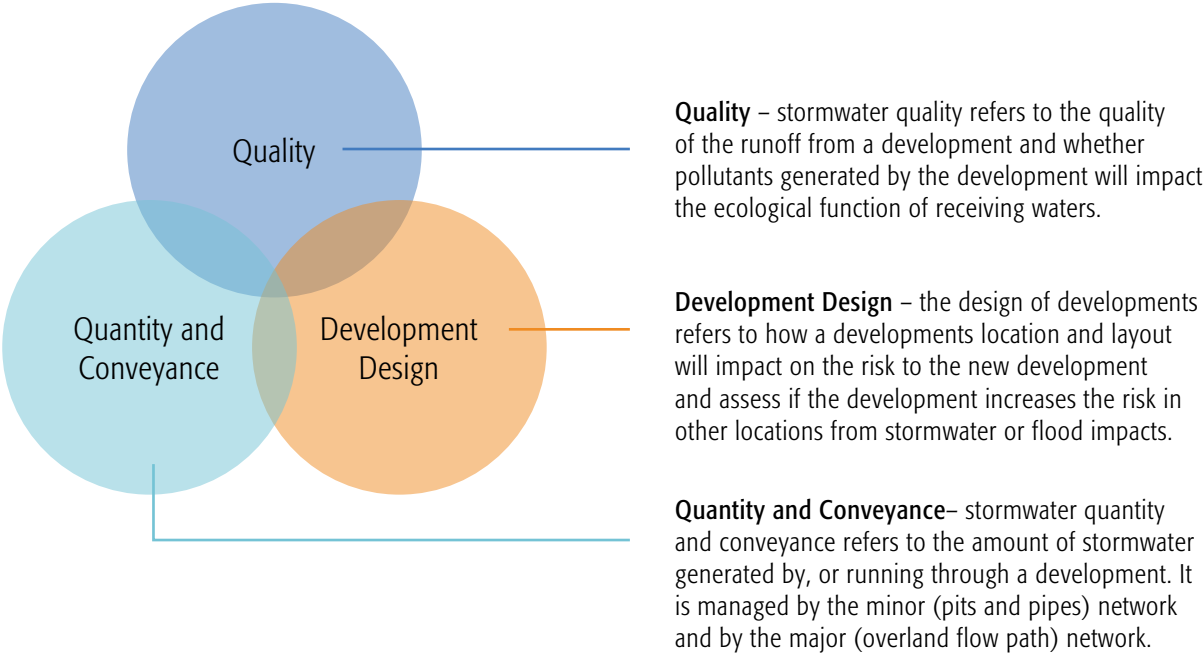 Quality
Quantity and
Conveyance
Development
Design
Quality – stormwater quality refers to the quality
of the runoff from a development and whether
pollutants generated by the development will impact
the ecological function of receiving waters.
Development Design – the design of developments
refers to how a developments location and layout
will impact on the risk to the new development
and assess if the development increases the risk in
other locations from stormwater or flood impacts.
Quantity and Conveyance– stormwater quantity
and conveyance refers to the amount of stormwater
generated by, or running through a development. It
is managed by the minor (pits and pipes) network
and by the major (overland flow path) network.